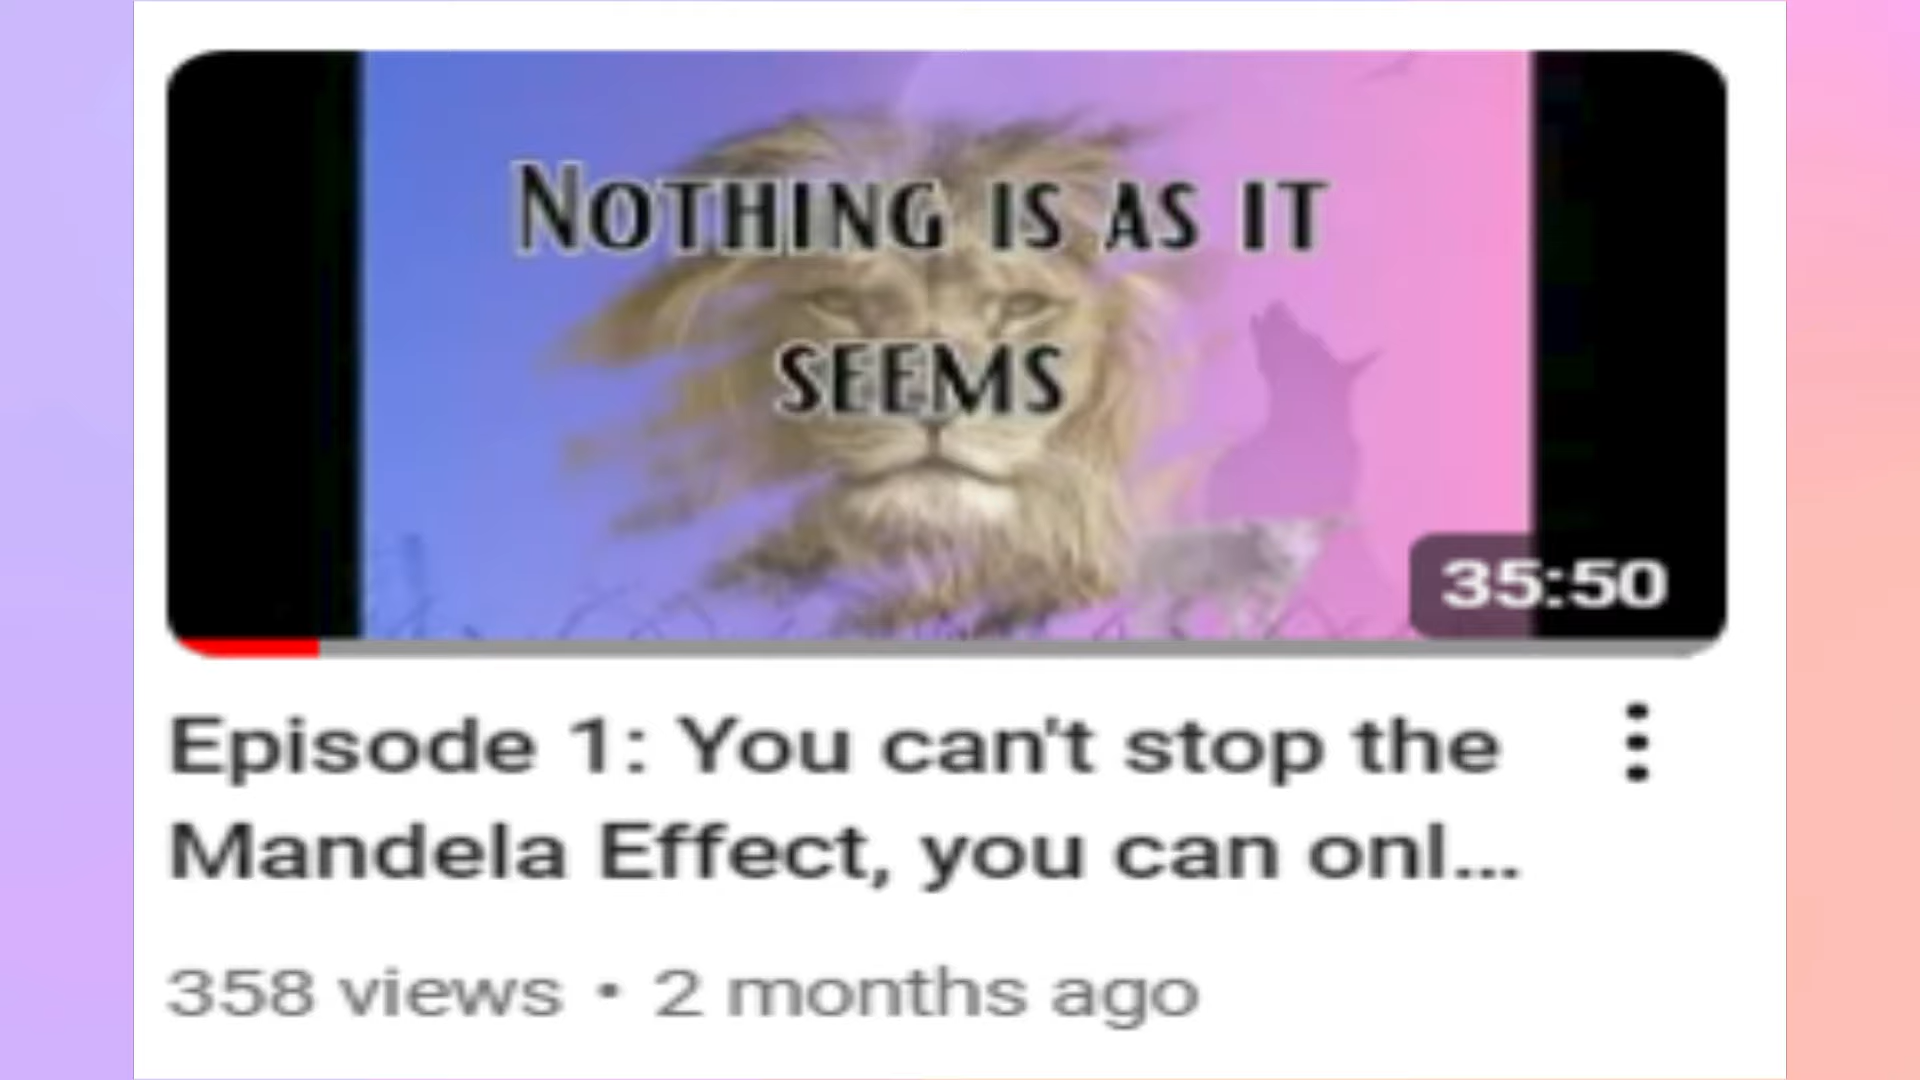 NOTHING IS AS IT
SEEMS
35:50
Episode 1: You can't stop the
Mandela Effect, you can onl...
358 views • 2 months ago